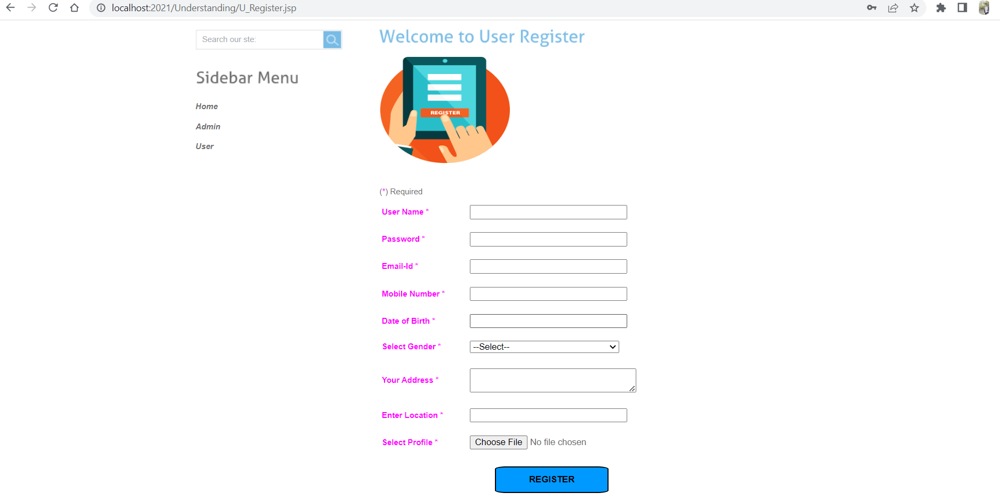 localhost:2021/Understanding/U_Register.jsp
Search our ste:
Welcome to User Register
Sidebar Menu
Home
Admin
User
REGISTER
(*) Required
User Name *
Password *
Email-Id *
Mobile Number *
Date of Birth *
Select Gender *
--Select--
Your Address *
Enter Location *
Select Profile *
Choose File No file chosen
REGISTER